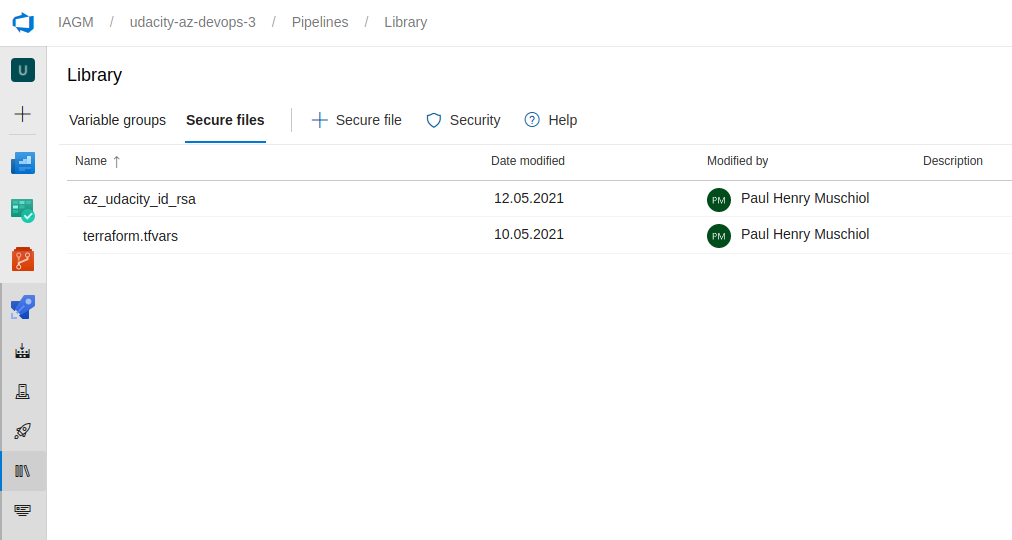 IAGM / udacity-az-devops-3 / Pipelines / Library
U
Library
Variable groups Secure files Secure file Security Help
Name ↑ Date modified Modified by Description
az_udacity_id_rsa 12.05.2021 PM Paul Henry Muschiol
terraform.tfvars 10.05.2021 PM Paul Henry Muschiol